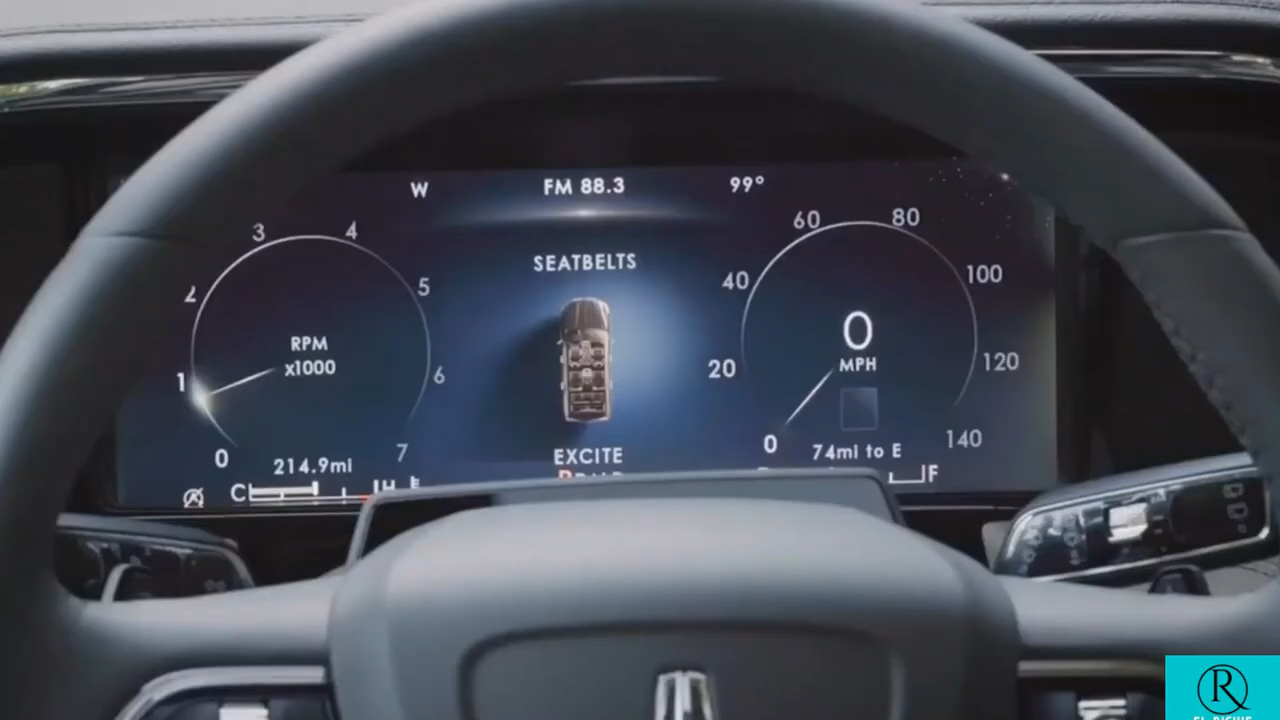 W FM 88.3 99°
3 4
2 5
1 6
0 7
RPM
x1000
214.9mi
C H
SEATBELTS
EXCITE
60 80
40 100
20 120
0 140
0
MPH
74mi to E
F
R